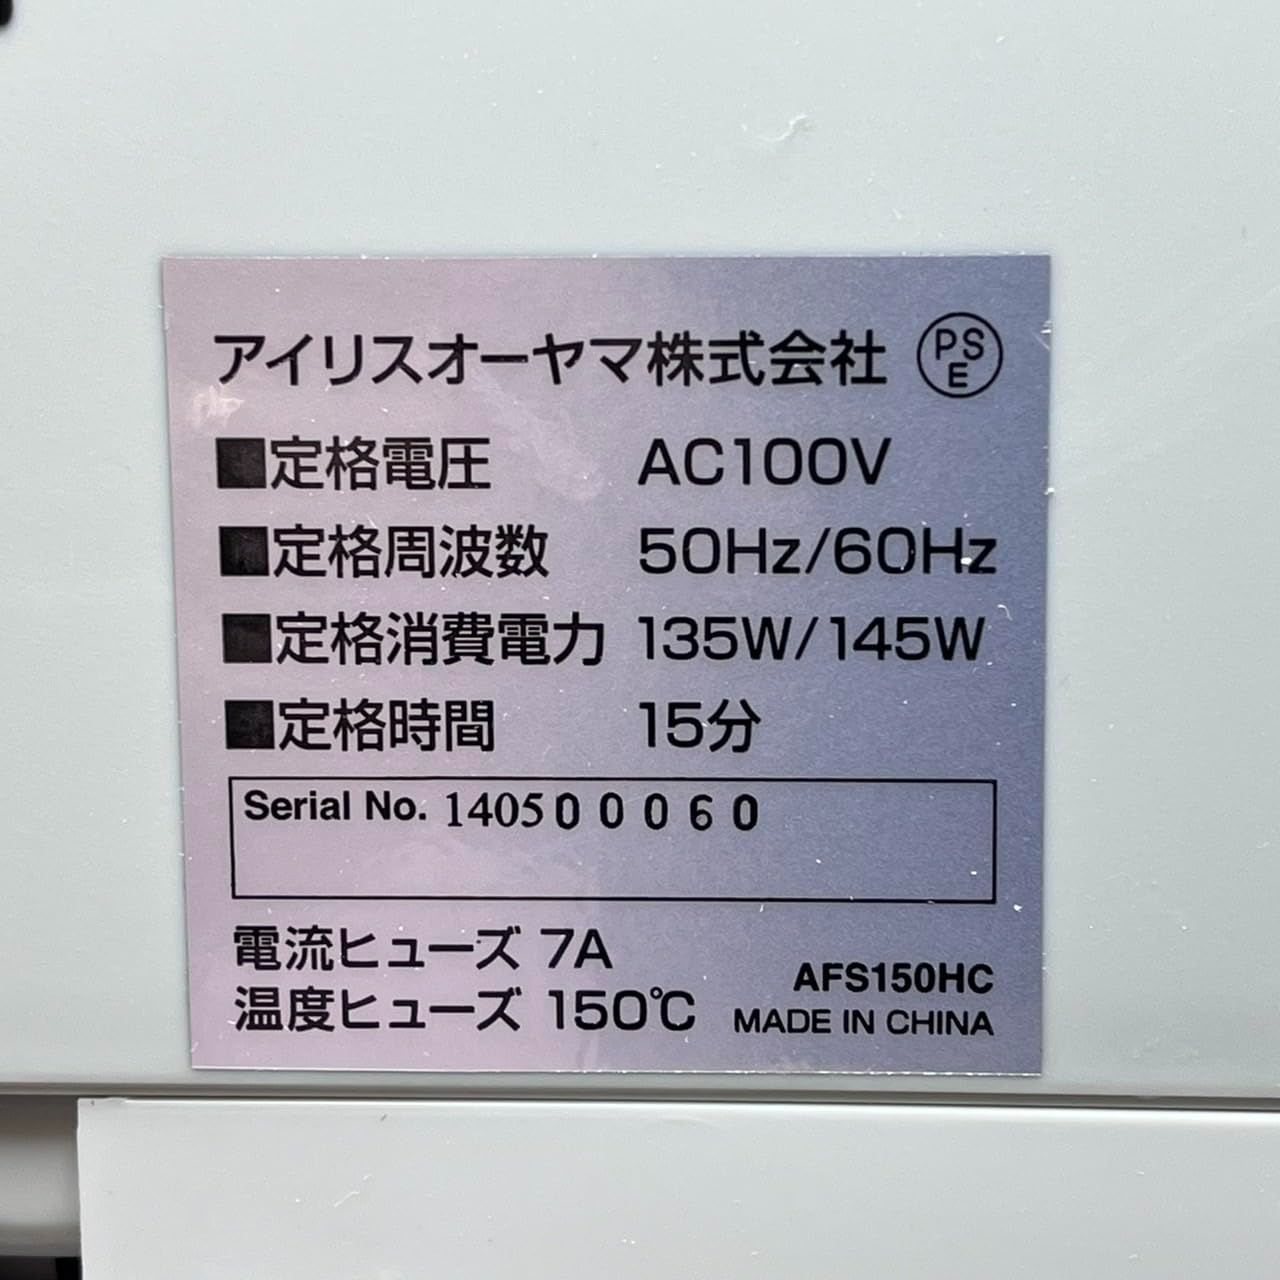 アイリスオーヤマ株式会社 PSE
■定格電圧 AC100V
■定格周波数 50Hz/60Hz
■定格消費電力 135W/145W
■定格時間 15分
Serial No. 140500060
電流ヒューズ 7A
温度ヒューズ 150℃
AFS150HC
MADE IN CHINA